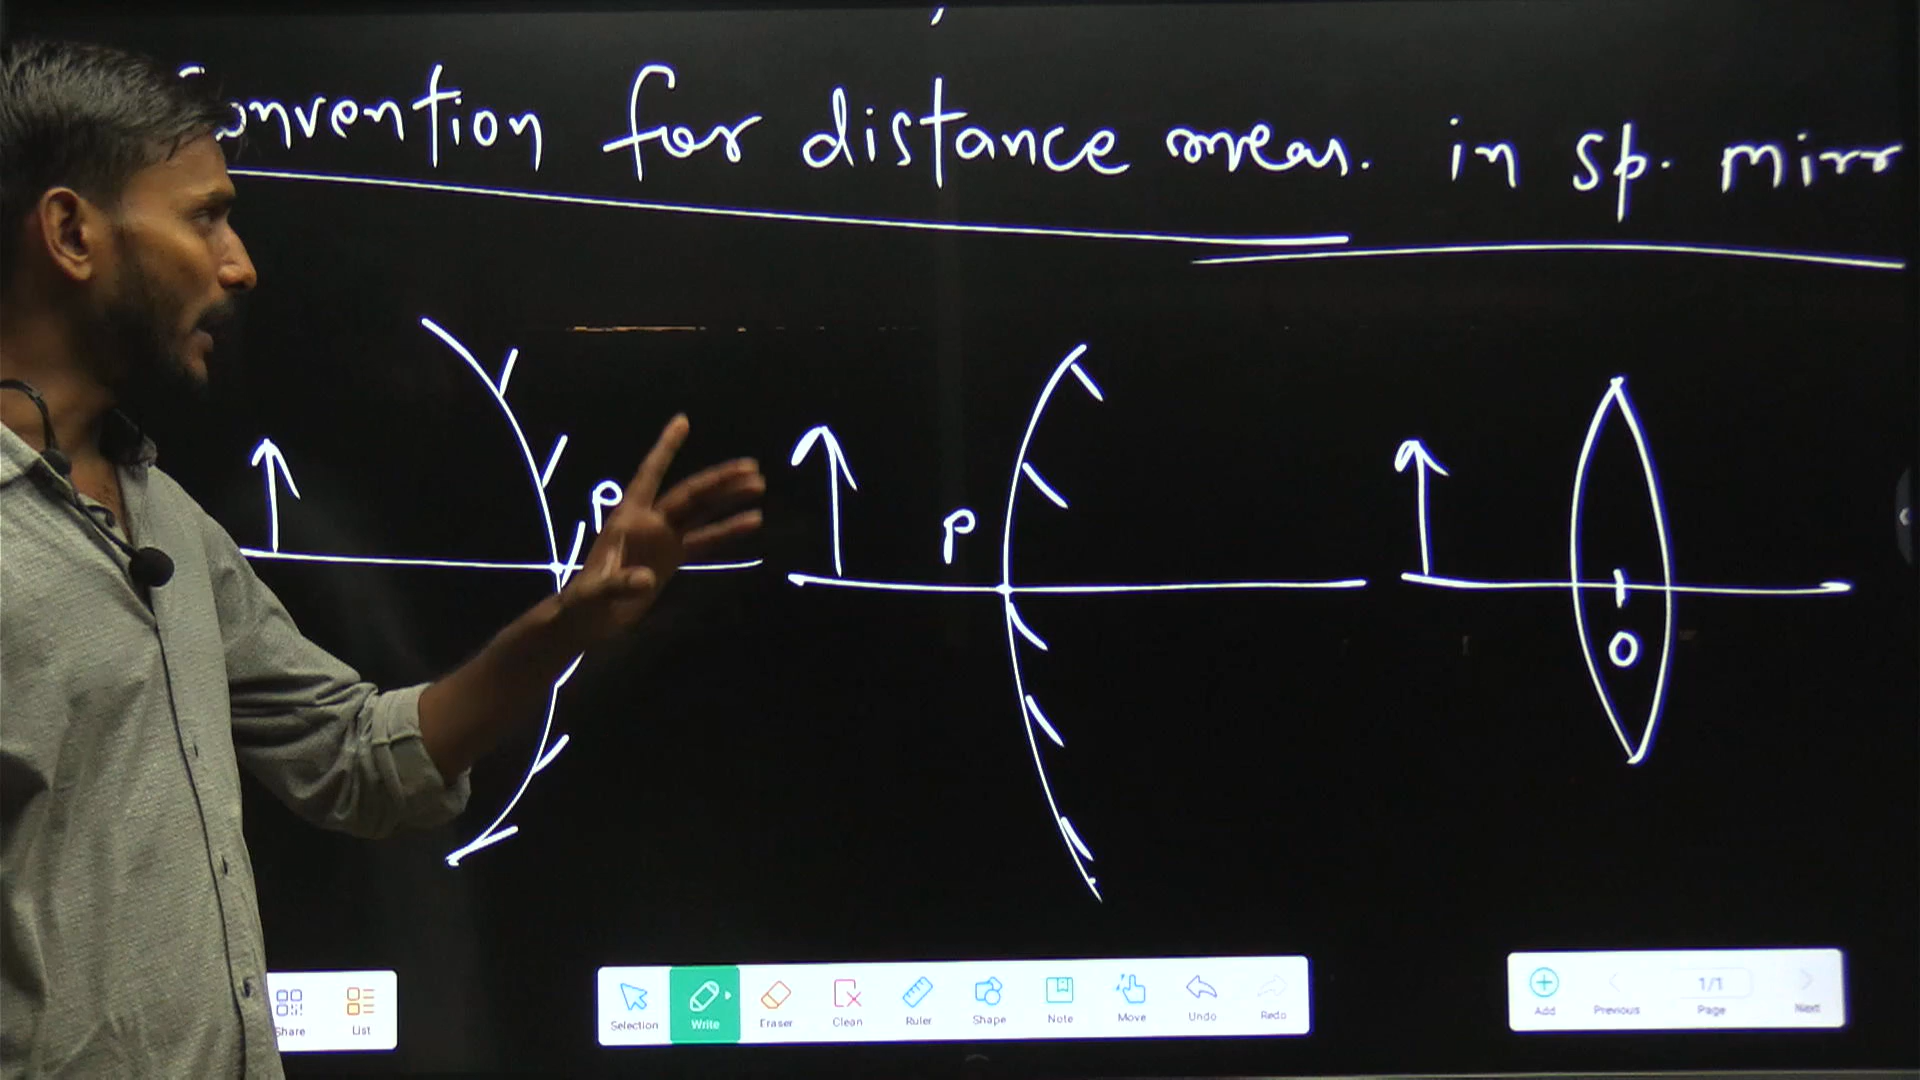 onvention for distance meas. in sp. mirr
P
P
O
Share List
Selection Write Eraser Clean Ruler Shape Note Move Undo Redo
Add Previous 1/1 Page Next